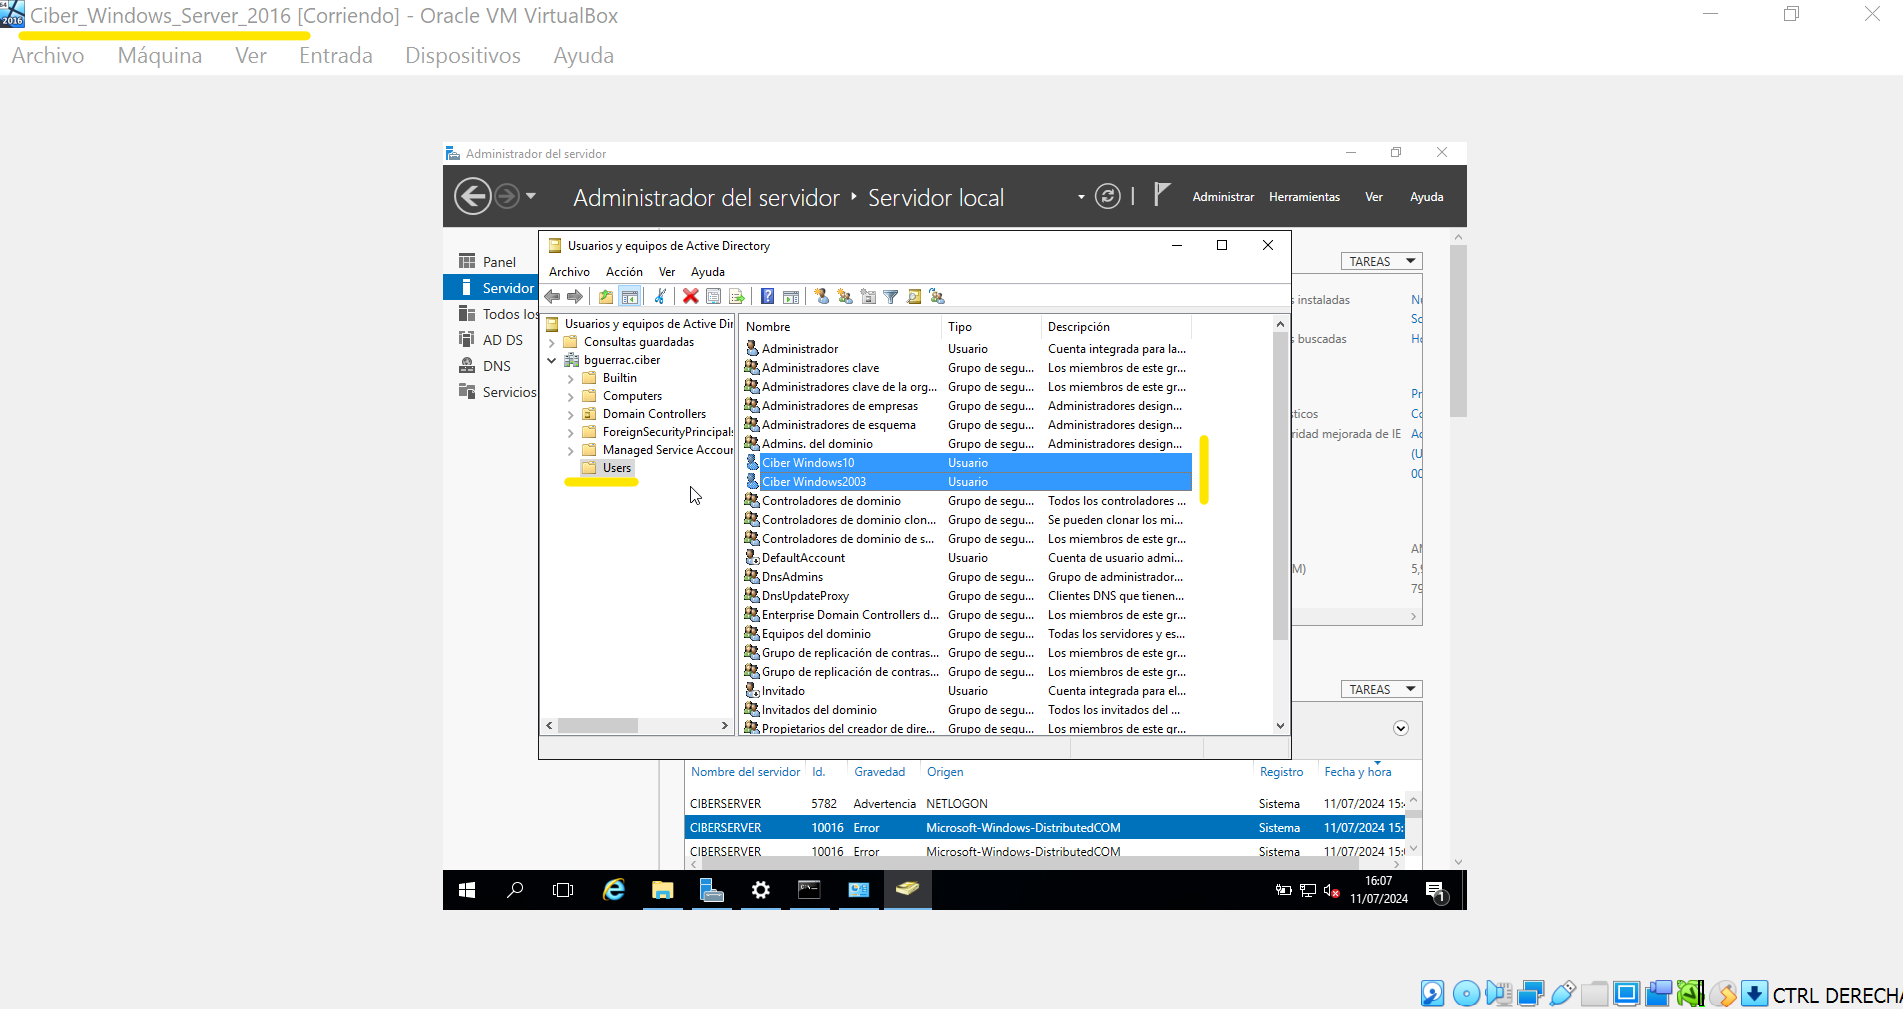 Ciber_Windows_Server_2016 [Corriendo] - Oracle VM VirtualBox
Archivo Máquina Ver Entrada Dispositivos Ayuda
Administrador del servidor
Administrador del servidor Servidor local
Administrar Herramientas Ver Ayuda
Panel
Servidor
Todos los
AD DS
DNS
Servicios
TAREAS
Usuarios y equipos de Active Directory
Archivo Acción Ver Ayuda
Usuarios y equipos de Active Dir
Consultas guardadas
bguerrac.ciber
Builtin
Computers
Domain Controllers
ForeignSecurityPrincipals
Managed Service Accour
Users
Nombre Tipo Descripción
Administrador Usuario Cuenta integrada para la...
Administradores clave Grupo de segu... Los miembros de este gr...
Administradores clave de la org... Grupo de segu... Los miembros de este gr...
Administradores de empresas Grupo de segu... Administradores design...
Administradores de esquema Grupo de segu... Administradores design...
Admins. del dominio Grupo de segu... Administradores design...
Ciber Windows10 Usuario
Ciber Windows2003 Usuario
Controladores de dominio Grupo de segu... Todos los controladores ...
Controladores de dominio clon... Grupo de segu... Se pueden clonar los mi...
Controladores de dominio de s... Grupo de segu... Los miembros de este gr...
DefaultAccount Usuario Cuenta de usuario admi...
DnsAdmins Grupo de segu... Grupo de administrador...
DnsUpdateProxy Grupo de segu... Clientes DNS que tienen...
Enterprise Domain Controllers d... Grupo de segu... Los miembros de este gr...
Equipos del dominio Grupo de segu... Todas los servidores y es...
Grupo de replicación de contras... Grupo de segu... Los miembros de este gr...
Grupo de replicación de contras... Grupo de segu... Los miembros de este gr...
Invitado Usuario Cuenta integrada para el...
Invitados del dominio Grupo de segu... Todos los invitados del ...
Propietarios del creador de dire... Grupo de segu... Los miembros de este gr...
s instaladas
s buscadas
Pr
sticos Co
ridad mejorada de IE Ac
(U
00
M) 5,9
79
TAREAS
Nombre del servidor Id. Gravedad Origen Registro Fecha y hora
CIBERSERVER 5782 Advertencia NETLOGON Sistema 11/07/2024 15:
CIBERSERVER 10016 Error Microsoft-Windows-DistributedCOM Sistema 11/07/2024 15:
CIBERSERVER 10016 Error Microsoft-Windows-DistributedCOM Sistema 11/07/2024 15:
16:07
11/07/2024
1
CTRL DERECHA